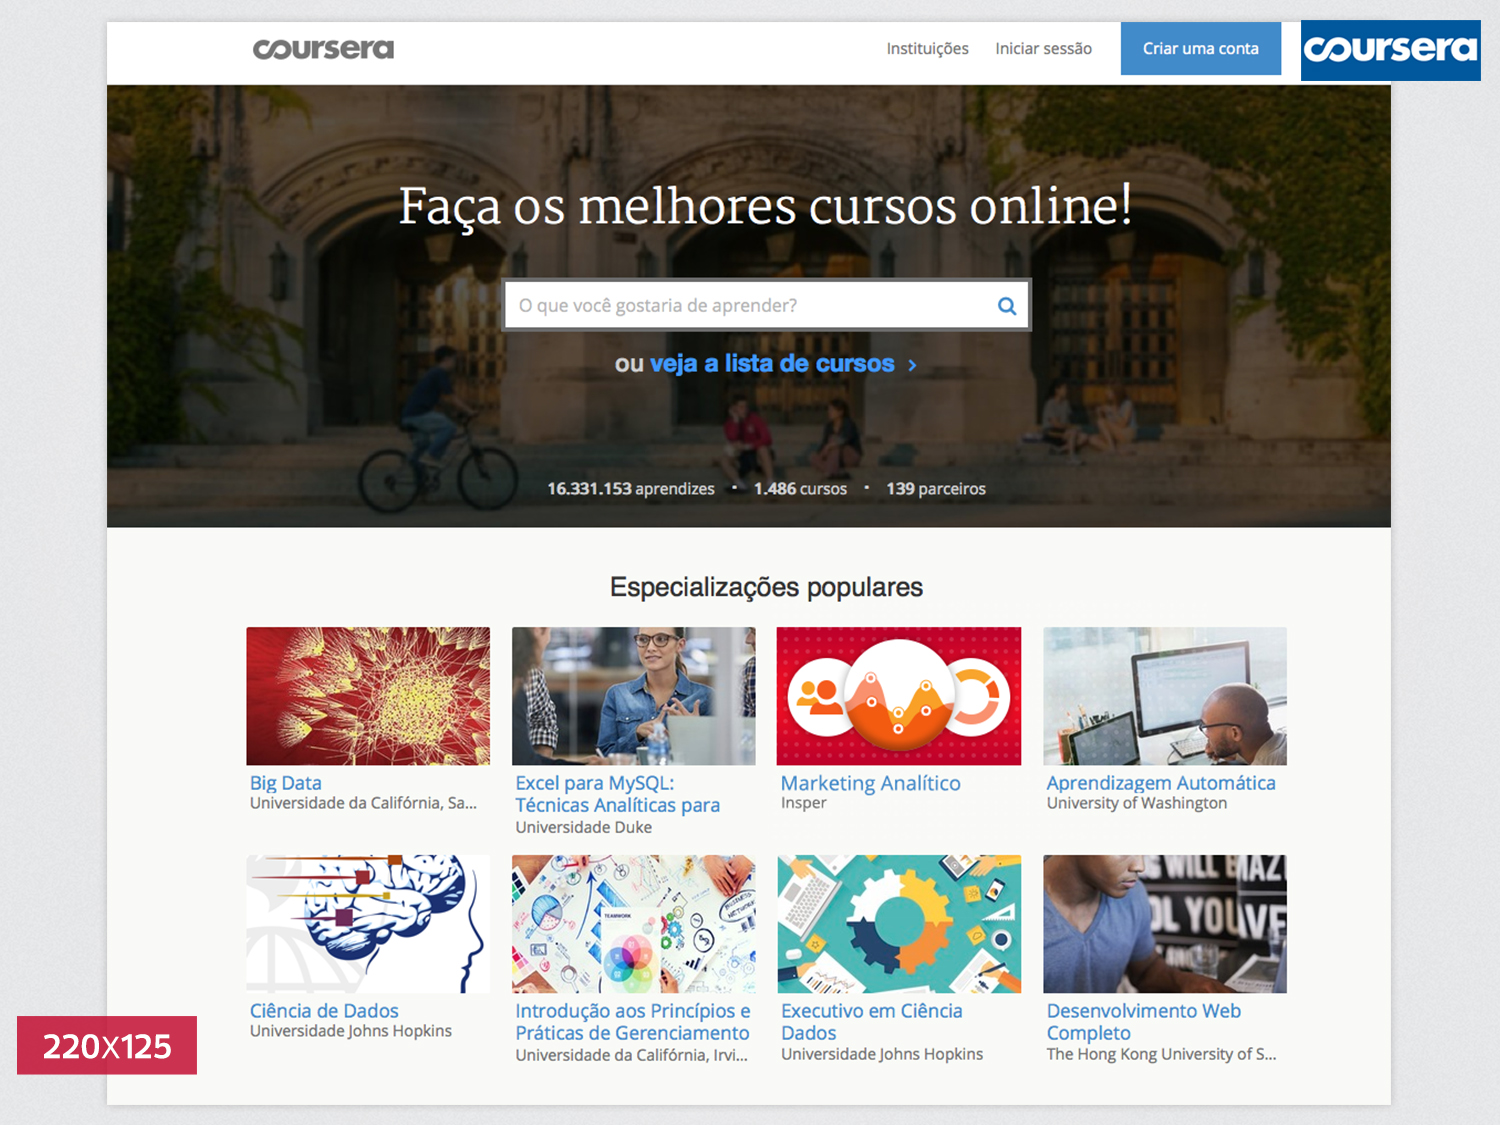 coursera
Instituições
Iniciar sessão
Criar uma conta
coursera
Faça os melhores cursos online!
O que você gostaria de aprender?
ou veja a lista de cursos ›
16.331.153 aprendizes · 1.486 cursos · 139 parceiros
Especializações populares
Big Data
Universidade da Califórnia, Sa...
Excel para MySQL:
Técnicas Analíticas para
Universidade Duke
Marketing Analítico
Insper
Aprendizagem Automática
University of Washington
TEAMWORK
WILL
YOU
Ciência de Dados
Universidade Johns Hopkins
Introdução aos Princípios e
Práticas de Gerenciamento
Universidade da Califórnia, Irvi...
Executivo em Ciência
Dados
Universidade Johns Hopkins
Desenvolvimento Web
Completo
The Hong Kong University of S...
220x125